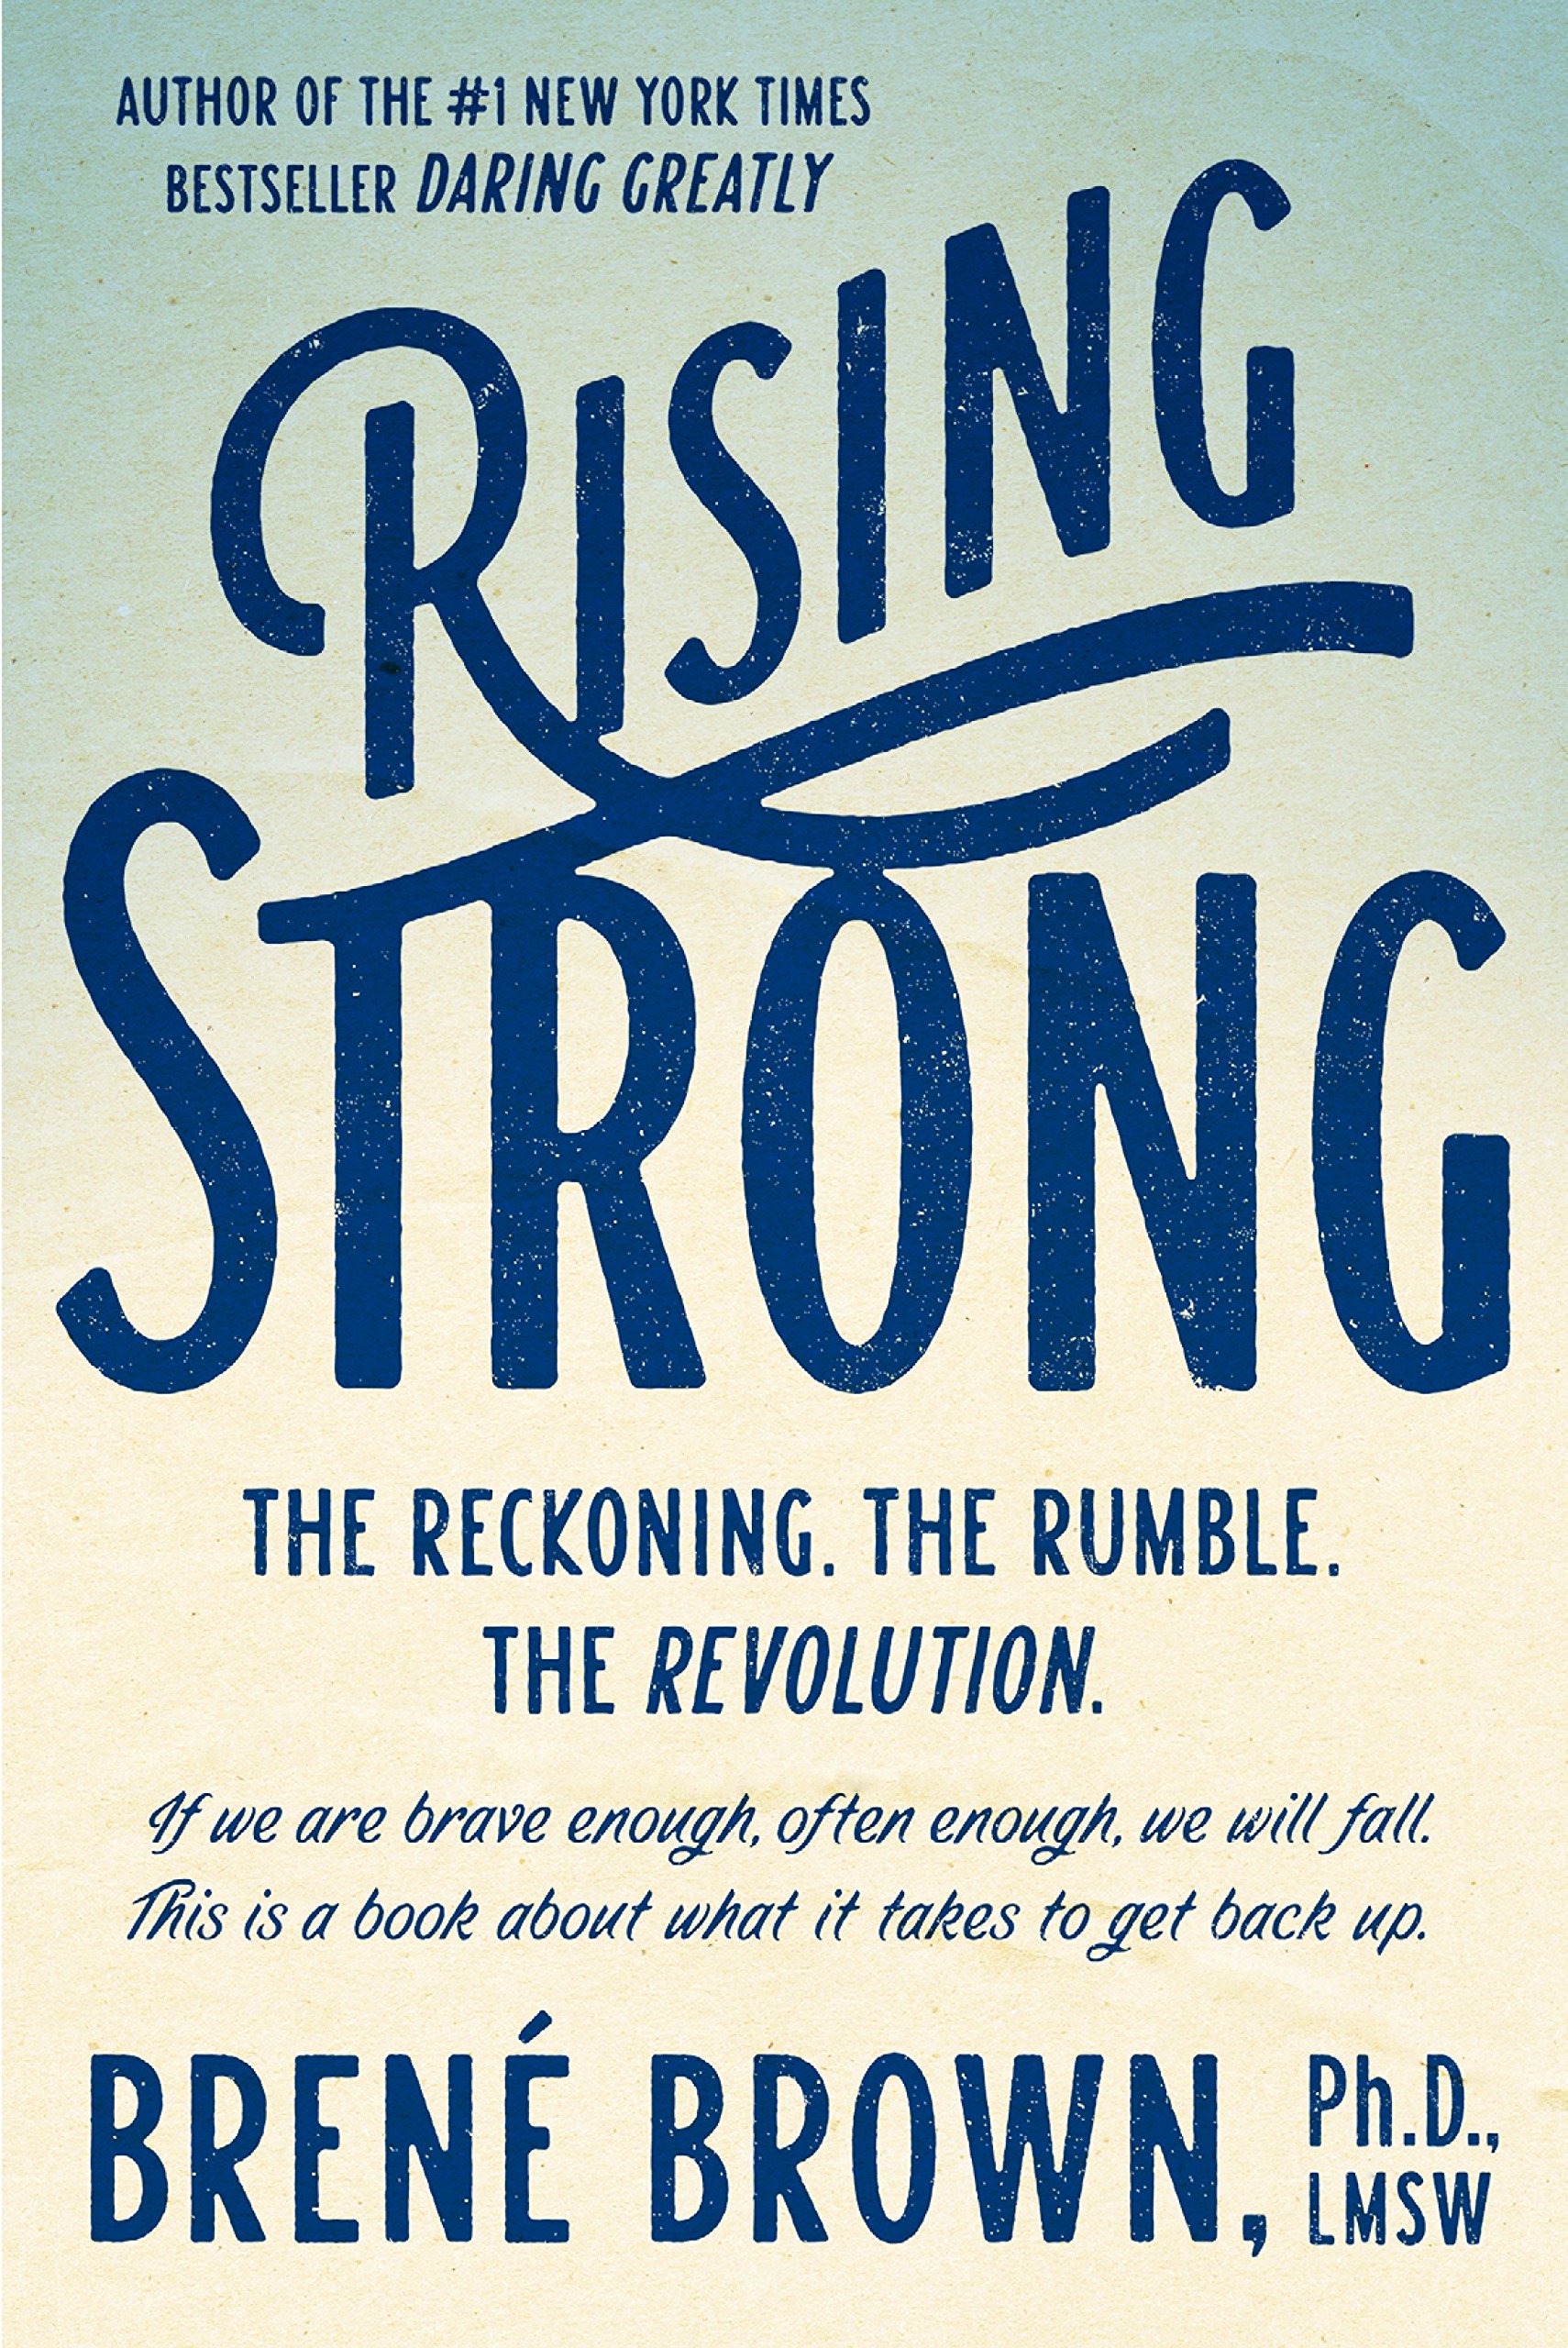 AUTHOR OF THE #1 NEW YORK TIMES
BESTSELLER DARING GREATLY
RISING
STRONG
THE RECKONING. THE RUMBLE.
THE REVOLUTION.
If we are brave enough, often enough, we will fall.
This is a book about what it takes to get back up.
BRENÉ BROWN, Ph.D.,
LMSW